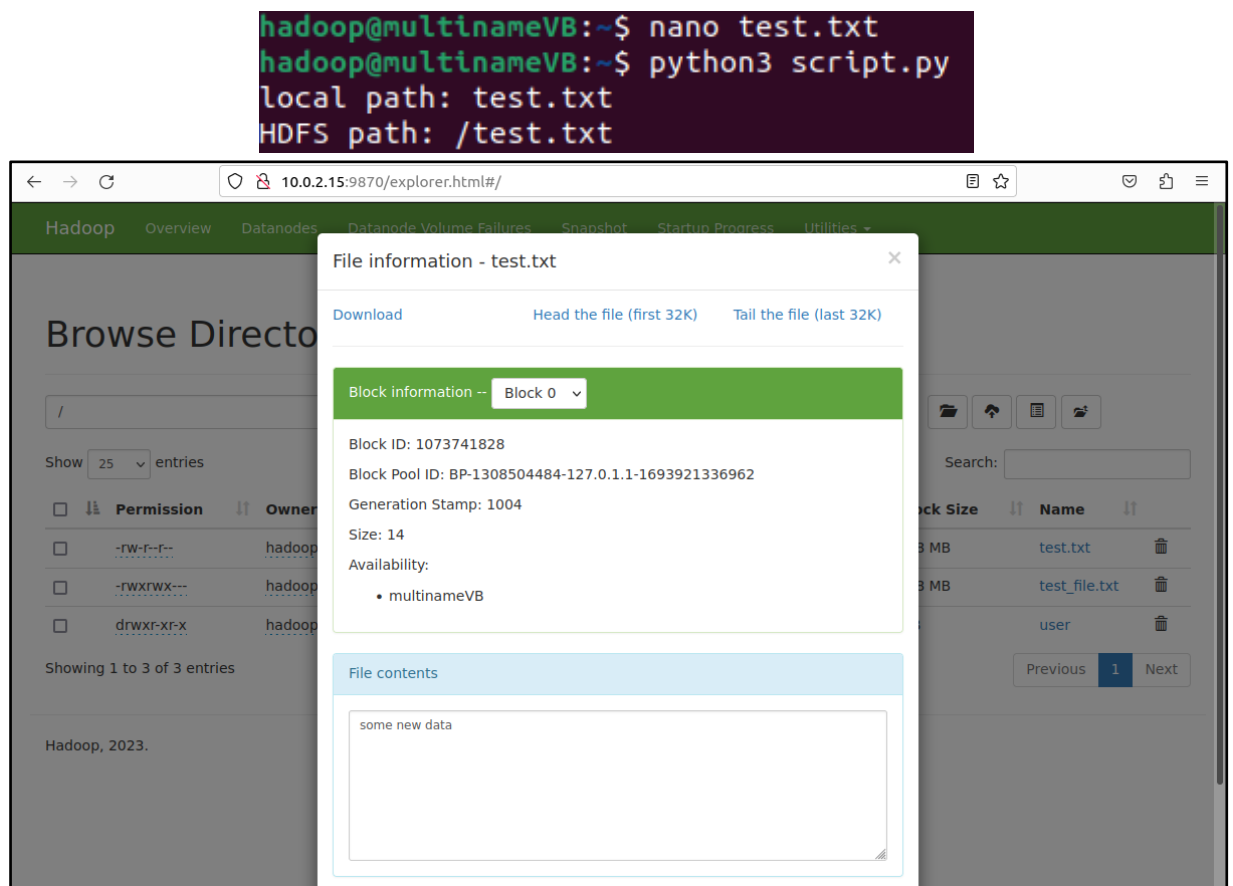 hadoop@multinameVB:~$ nano test.txt
hadoop@multinameVB:~$ python3 script.py
local path: test.txt
HDFS path: /test.txt
10.0.2.15:9870/explorer.html#/
Hadoop Overview Datanodes Datanode Volume Failures Snapshot Startup Progress Utilities
File information - test.txt ×
Download Head the file (first 32K) Tail the file (last 32K)
Browse Directo
Block information -- Block 0
/
Block ID: 1073741828
Show 25 entries Search:
Block Pool ID: BP-1308504484-127.0.1.1-1693921336962
Permission Owner ock Size Name
Generation Stamp: 1004
Size: 14
-rw-r--r-- hadoop MB test.txt
Availability:
-rwxrwx--- hadoop MB test_file.txt
• multinameVB
drwxr-xr-x hadoop user
Showing 1 to 3 of 3 entries Previous 1 Next
File contents
some new data
Hadoop, 2023.